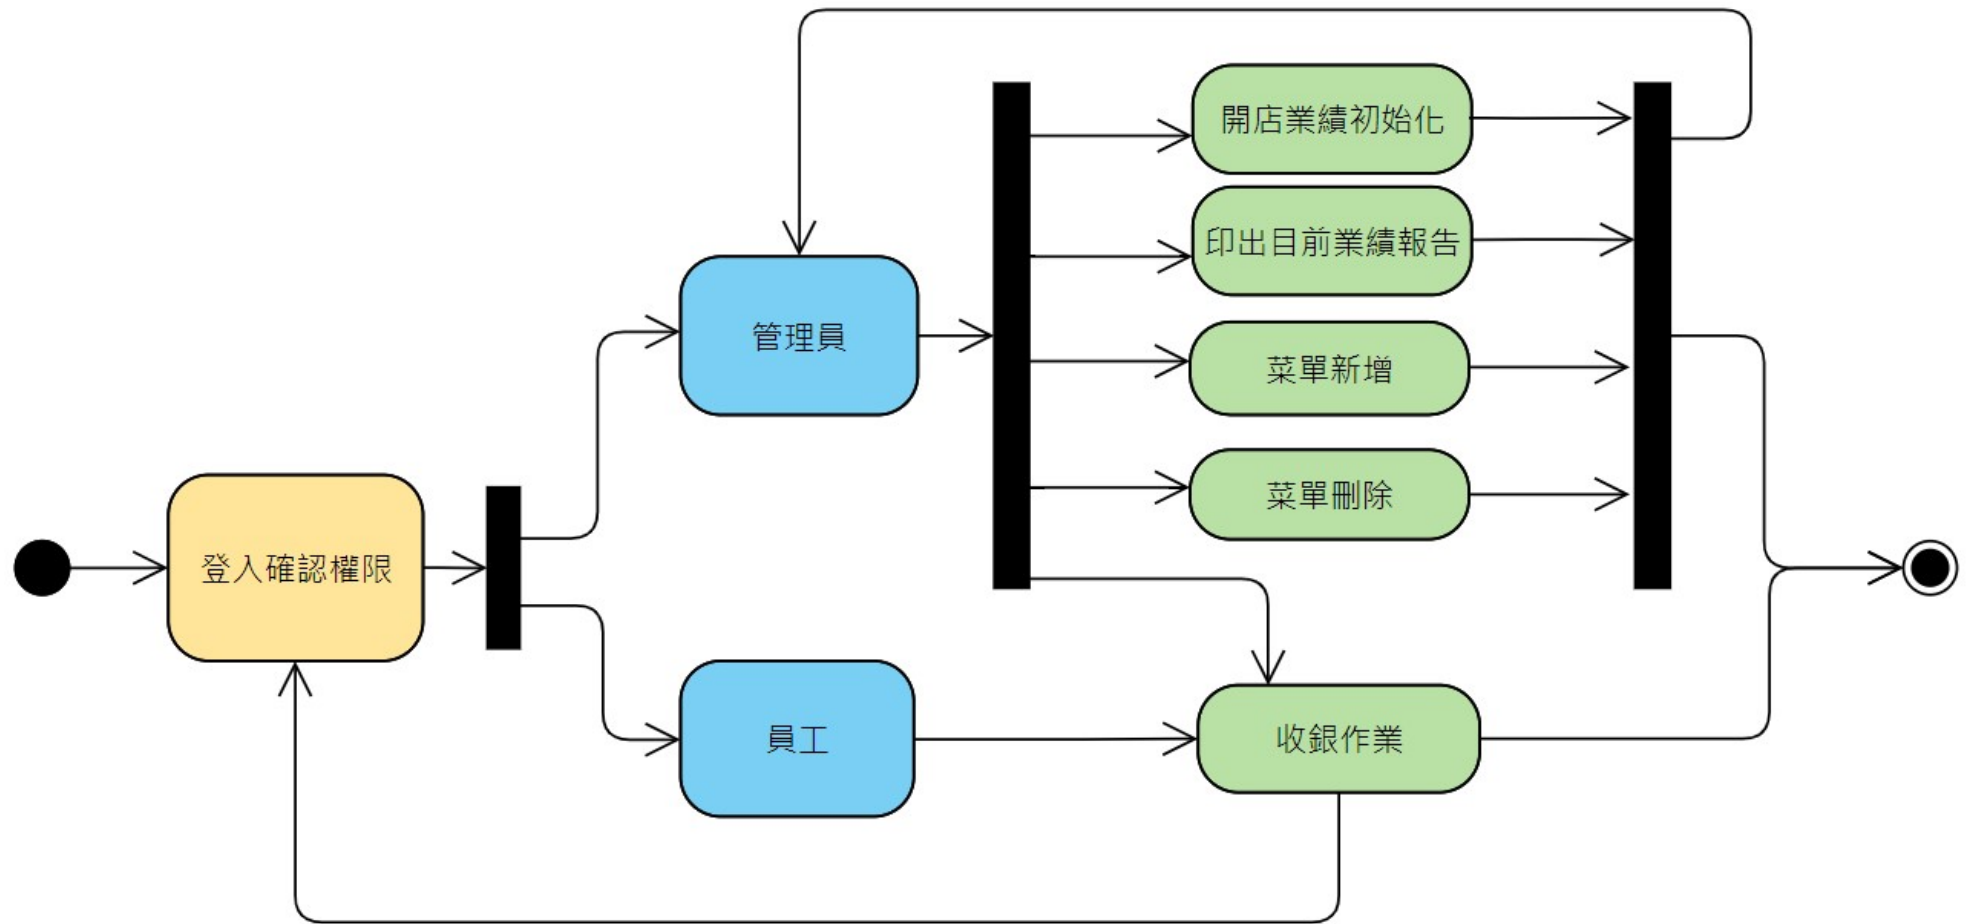 開店業績初始化
印出目前業績報告
管理員
菜單新增
菜單刪除
登入確認權限
員工
收銀作業